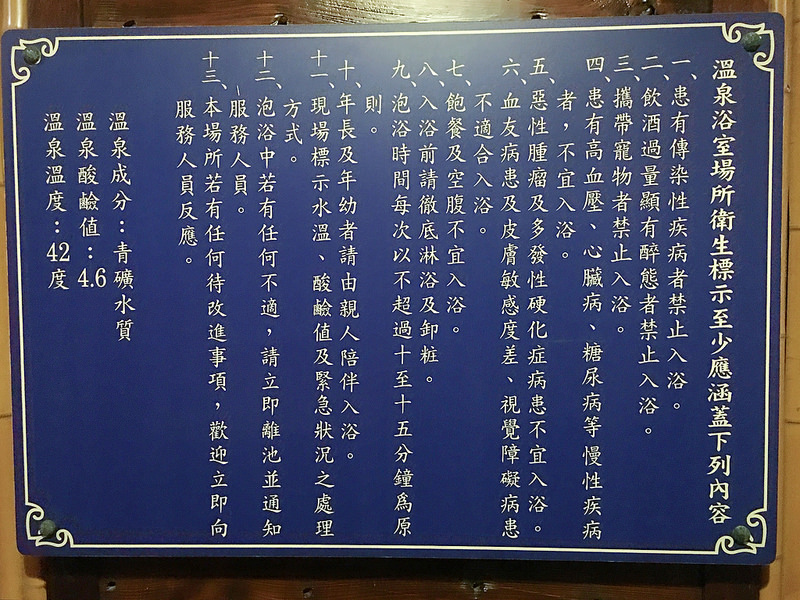 溫泉浴室場所衛生標示至少應涵蓋下列內容
一、患有傳染性疾病者禁止入浴。
二、飲酒過量顯有醉態者禁止入浴。
三、攜帶寵物者禁止入浴。
四、患有高血壓、心臟病、糖尿病等慢性疾病
者，不宜入浴。
五、惡性腫瘤及多發性硬化症病患不宜入浴。
六、血友病患及皮膚敏感度差、視覺障礙病患
不適合入浴。
七、飽餐及空腹不宜入浴。
八、入浴前請徹底淋浴及卸粧。
九、泡浴時間每次以不超過十至十五分鐘為原
則。
十、年長及年幼者請由親人陪伴入浴。
十一、現場標示水溫、酸鹼值及緊急狀況之處理
方式。
十二、泡浴中若有任何不適，請立即離池並通知
服務人員。
十三、本場所若有任何待改進事項，歡迎立即向
服務人員反應。
溫泉成分：青礦水質
溫泉酸鹼值：4.6
溫泉溫度：42度